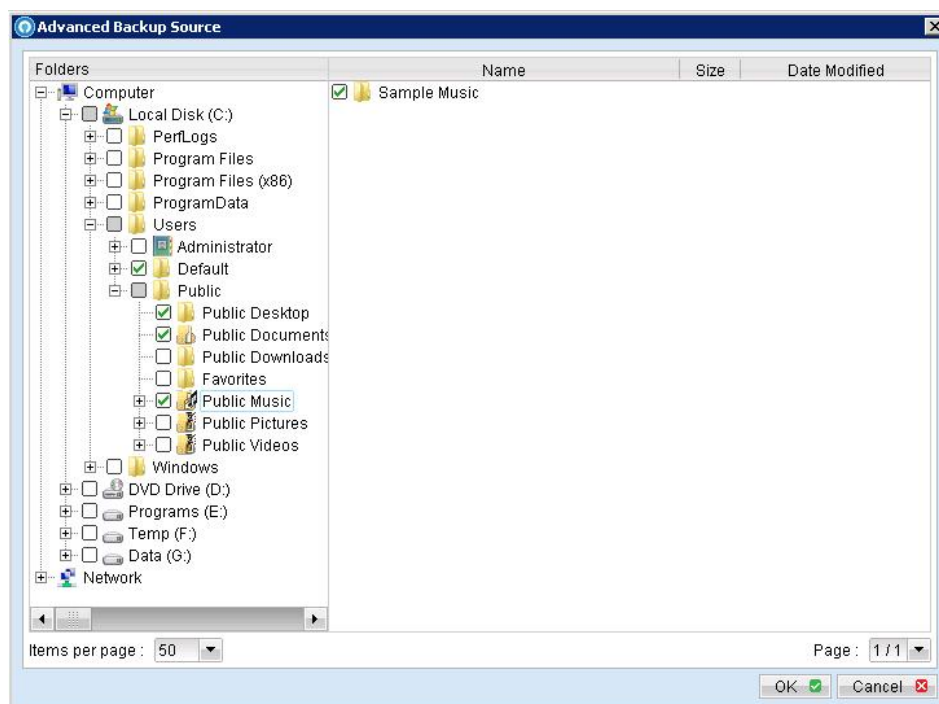 Advanced Backup Source
Folders
Name Size Date Modified
Computer
Sample Music
Local Disk (C:)
PerfLogs
Program Files
Program Files (x86)
ProgramData
Users
Administrator
Default
Public
Public Desktop
Public Documents
Public Downloads
Favorites
Public Music
Public Pictures
Public Videos
Windows
DVD Drive (D:)
Programs (E:)
Temp (F:)
Data (G:)
Network
Items per page : 50
Page : 1 / 1
OK Cancel